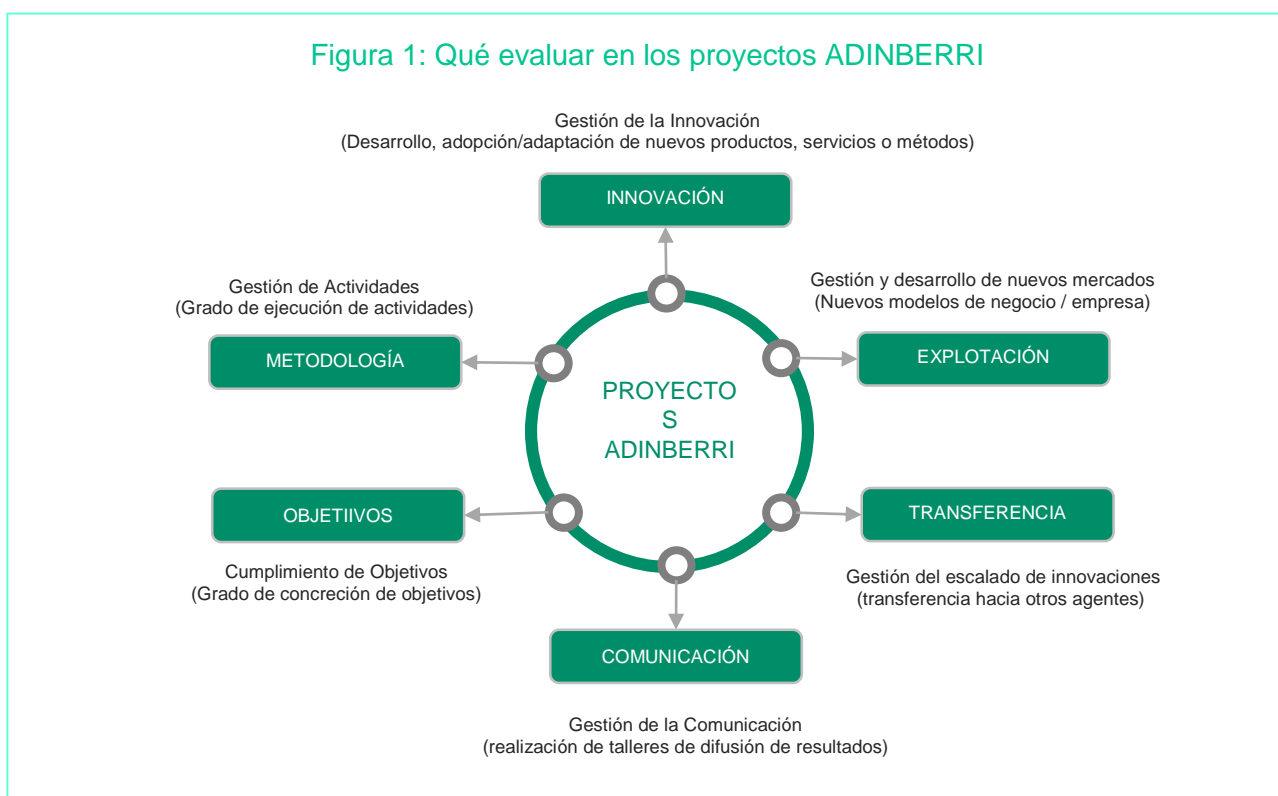 Figura 1: Qué evaluar en los proyectos ADINBERRI
Gestión de la Innovación
(Desarrollo, adopción/adaptación de nuevos productos, servicios o métodos)
INNOVACIÓN
Gestión de Actividades
(Grado de ejecución de actividades)
METODOLOGÍA
Gestión y desarrollo de nuevos mercados
(Nuevos modelos de negocio / empresa)
EXPLOTACIÓN
PROYECTO
S
ADINBERRI
OBJETIIVOS
Cumplimiento de Objetivos
(Grado de concreción de objetivos)
TRANSFERENCIA
Gestión del escalado de innovaciones
(transferencia hacia otros agentes)
COMUNICACIÓN
Gestión de la Comunicación
(realización de talleres de difusión de resultados)